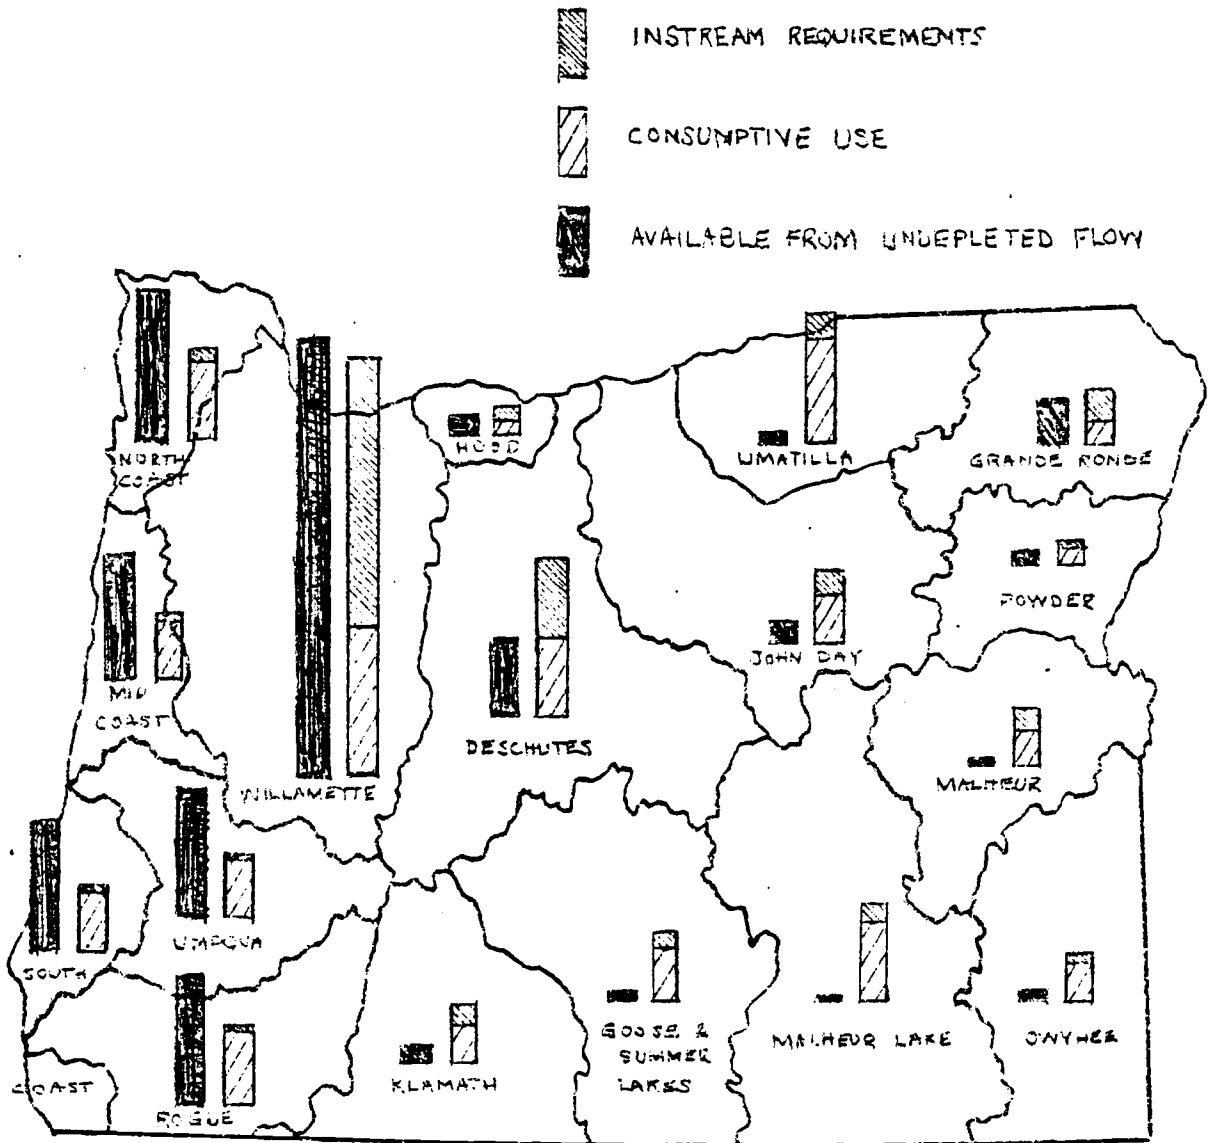 INSTREAM REQUIREMENTS
CONSUMPTIVE USE
AVAILABLE FROM UNDEPLETED FLOW
NORTH
COAST
HOOD
UMATILLA
GRANDE RONDE
POWDER
JOHN DAY
MID
COAST
DESCHUTES
WILLAMETTE
MALHEUR
UMPQUA
SOUTH
COAST
ROGUE
KLAMATH
GOOSE &
SUMMER
LAKES
MALHEUR LAKE
OWYHEE